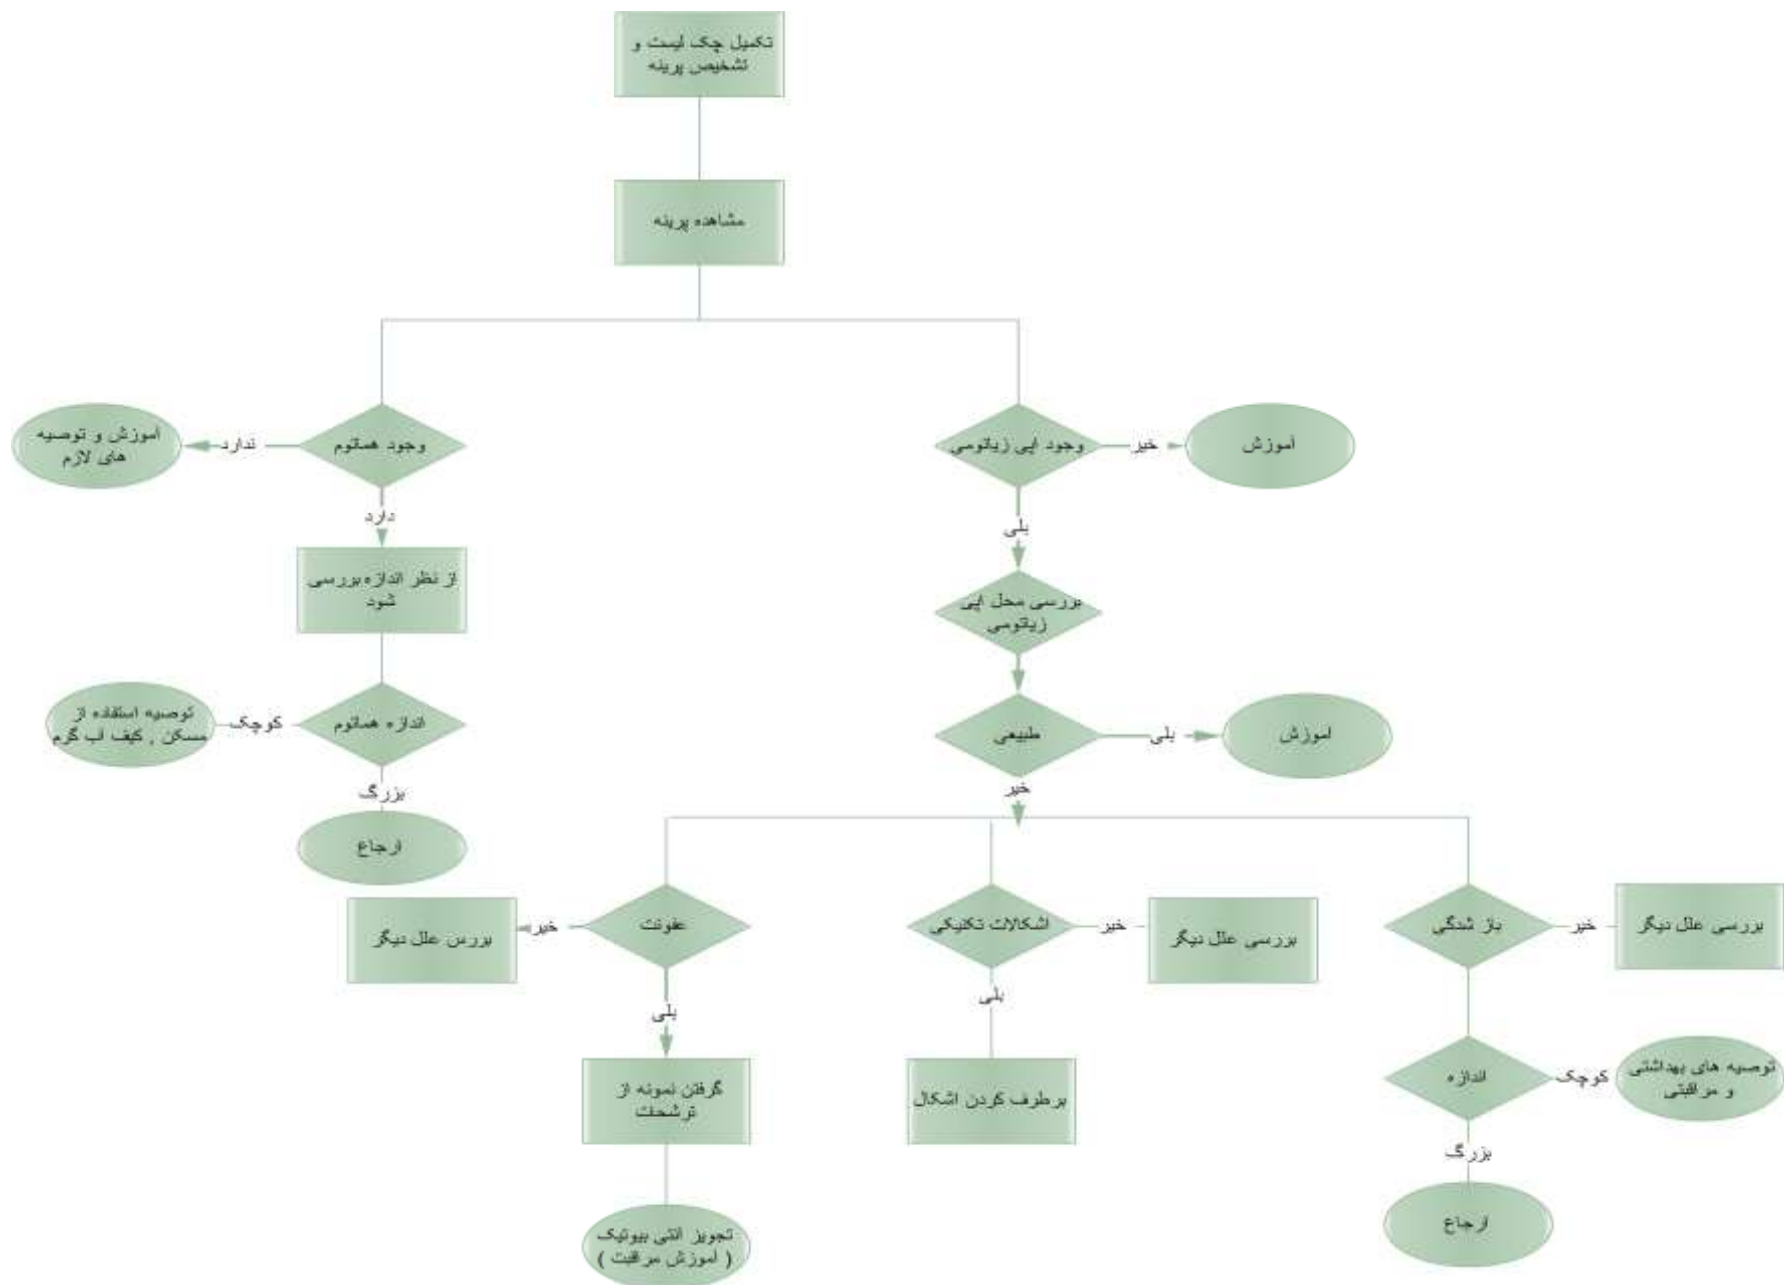 تکمیل چک لیست و
تشخیص پرینه
مشاهده پرینه
وجود اپی زیاتومی
خیر
آموزش
وجود هماتوم
ندارد
آموزش و توصیه
های لازم
بلی
دارد
بررسی محل اپی
زیاتومی
از نظر اندازه بررسی
شود
طبیعی
بلی
اموزش
اندازه هماتوم
کوچک
توصیه استفاده از
مسکن , کیف اب گرم
خیر
بزرگ
ارجاع
بررسی علل دیگر
خیر
باز شدگی
بررسی علل دیگر
خیر
اشکالات تکنیکی
عفونت
خیر
بررس علل دیگر
بلی
بلی
توصیه های بهداشتی
و مراقبتی
کوچک
اندازه
برطرف کردن اشکال
گرفتن نمونه از
ترشحات
بزرگ
ارجاع
تجویز انتی بیوتیک
( آموزش مراقبت )